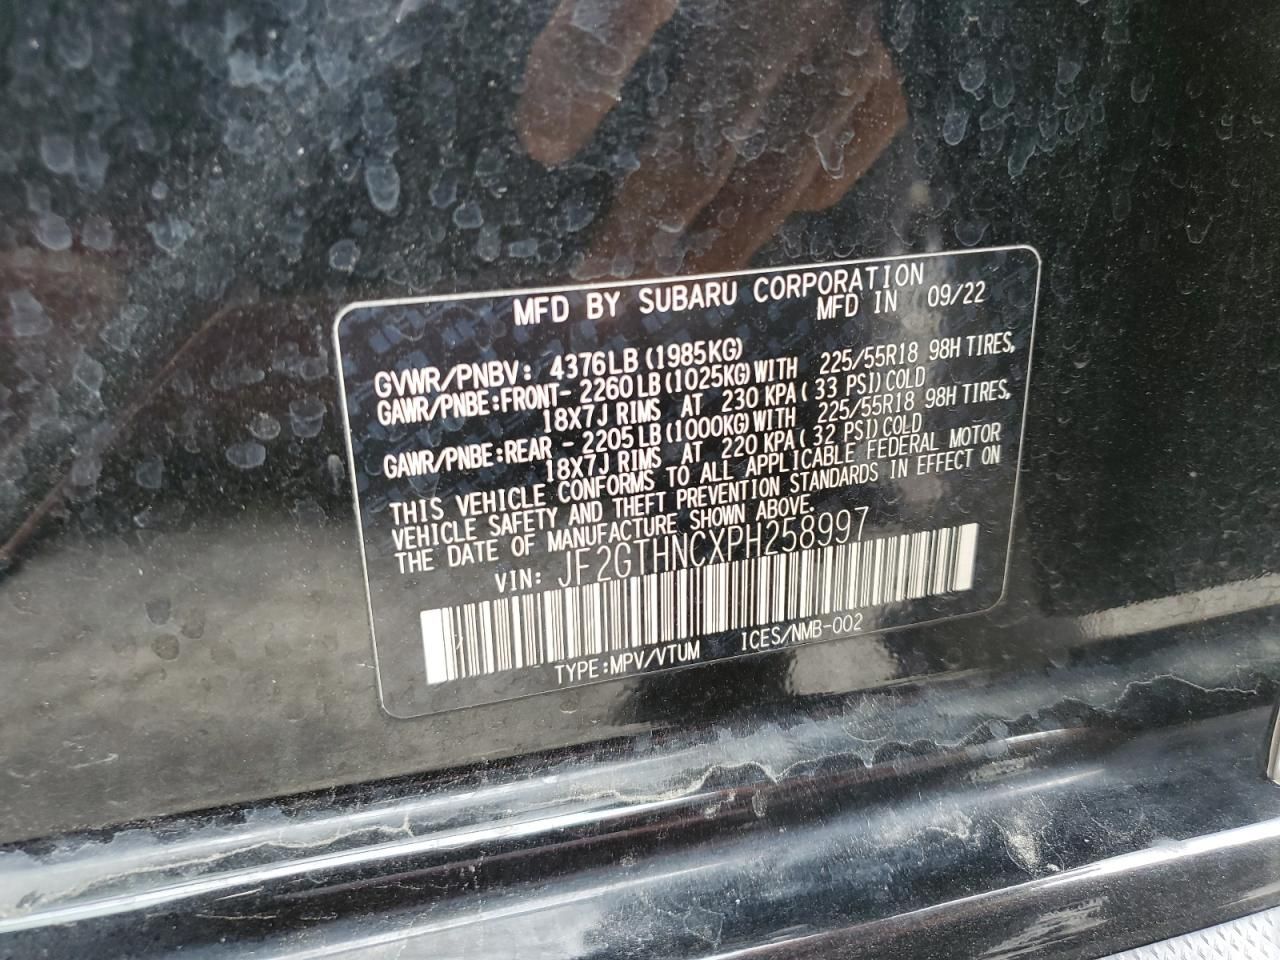 MFD BY SUBARU CORPORATION
MFD IN 09/22
GVWR/PNBV: 4376LB (1985KG)
GAWR/PNBE:FRONT- 2260LB (1025KG) WITH 225/55R18 98H TIRES,
18X7J RIMS AT 230 KPA ( 33 PSI) COLD
GAWR/PNBE:REAR - 2205LB (1000KG) WITH 225/55R18 98H TIRES,
18X7J RIMS AT 220 KPA ( 32 PSI) COLD
THIS VEHICLE CONFORMS TO ALL APPLICABLE FEDERAL MOTOR
VEHICLE SAFETY AND THEFT PREVENTION STANDARDS IN EFFECT ON
THE DATE OF MANUFACTURE SHOWN ABOVE.
VIN: JF2GTHNCXPH258997
TYPE:MPV/VTUM ICES/NMB-002